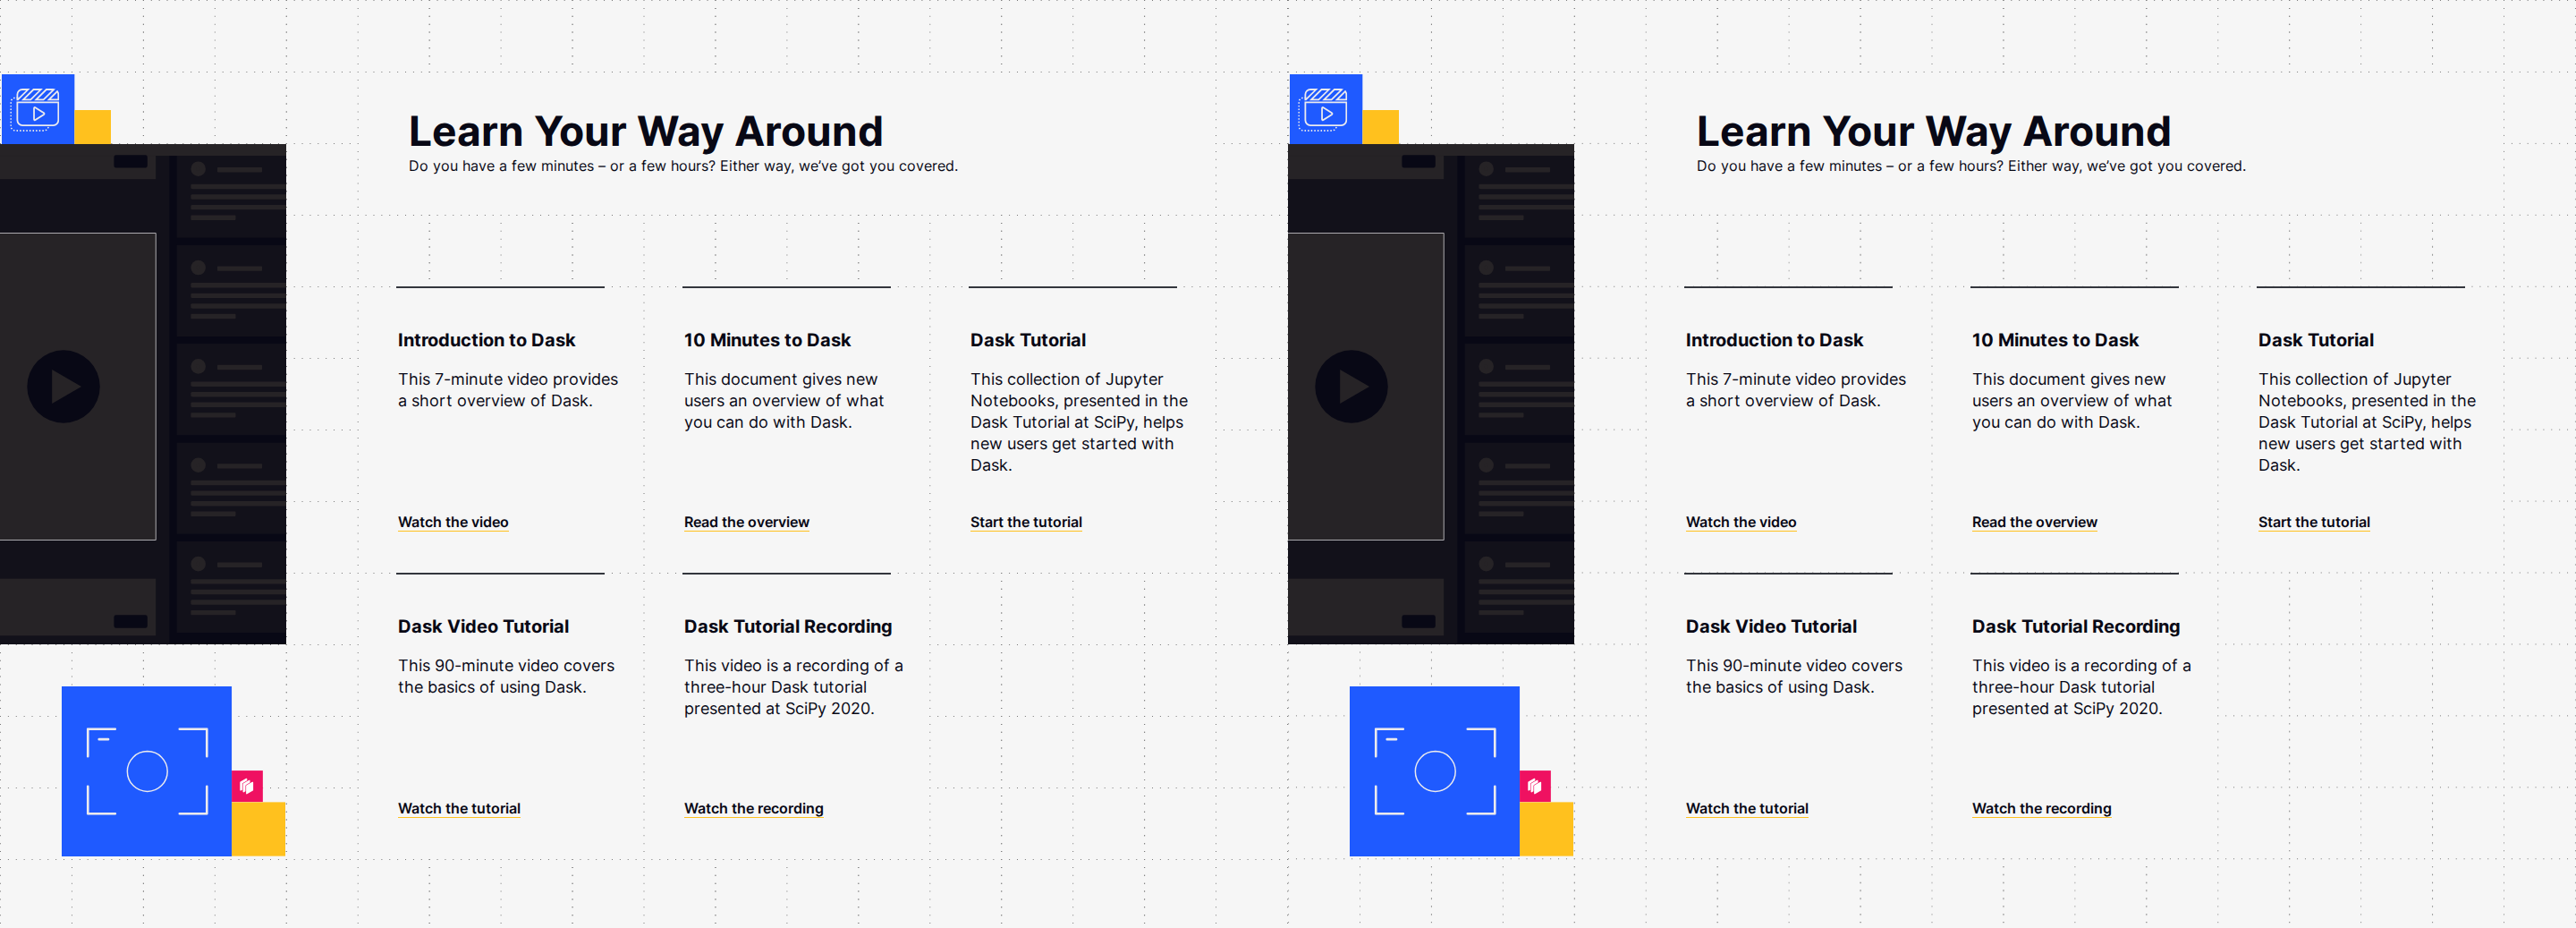 Learn Your Way Around
Do you have a few minutes – or a few hours? Either way, we've got you covered.
Introduction to Dask
This 7-minute video provides
a short overview of Dask.
Watch the video
10 Minutes to Dask
This document gives new
users an overview of what
you can do with Dask.
Read the overview
Dask Tutorial
This collection of Jupyter
Notebooks, presented in the
Dask Tutorial at SciPy, helps
new users get started with
Dask.
Start the tutorial
Dask Video Tutorial
This 90-minute video covers
the basics of using Dask.
Watch the tutorial
Dask Tutorial Recording
This video is a recording of a
three-hour Dask tutorial
presented at SciPy 2020.
Watch the recording
Learn Your Way Around
Do you have a few minutes – or a few hours? Either way, we've got you covered.
Introduction to Dask
This 7-minute video provides
a short overview of Dask.
Watch the video
10 Minutes to Dask
This document gives new
users an overview of what
you can do with Dask.
Read the overview
Dask Tutorial
This collection of Jupyter
Notebooks, presented in the
Dask Tutorial at SciPy, helps
new users get started with
Dask.
Start the tutorial
Dask Video Tutorial
This 90-minute video covers
the basics of using Dask.
Watch the tutorial
Dask Tutorial Recording
This video is a recording of a
three-hour Dask tutorial
presented at SciPy 2020.
Watch the recording